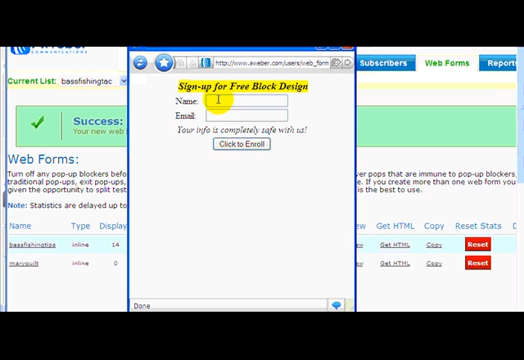 AWeber
COMMUNICATIONS
http://www.aweber.com/users/web_form
Subscribers
Web Forms
Reports
Current List: bassfishingtac
Sign-up for Free Block Design
Name:
Email:
Your info is completely safe with us!
Click to Enroll
Success:
Your new web
Web Forms:
Turn off any pop-up blockers befo
er pops that are immune to pop-up blockers,
traditional pop-ups, exit pop-ups,
If you create more than one web form you
given the opportunity to split test
is the best to use.
Note: Statistics are delayed up to
Name Type Display
ew Get HTML Copy Reset Stats
bassfishingtips inline 14
Get HTML Copy Reset
maryquilt inline 0
Get HTML Copy Reset
Done